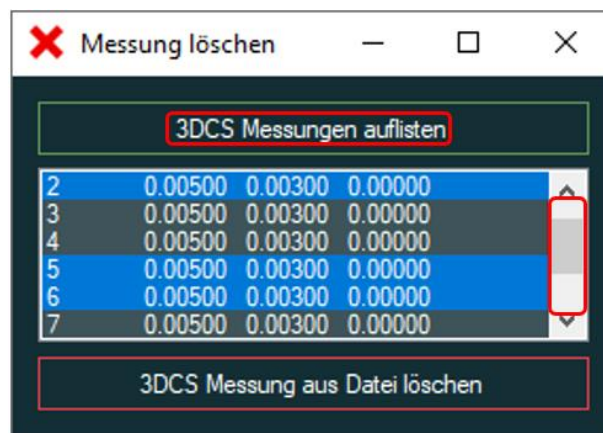 Messung löschen
3DCS Messungen auflisten
2 0.00500 0.00300 0.00000
3 0.00500 0.00300 0.00000
4 0.00500 0.00300 0.00000
5 0.00500 0.00300 0.00000
6 0.00500 0.00300 0.00000
7 0.00500 0.00300 0.00000
3DCS Messung aus Datei löschen